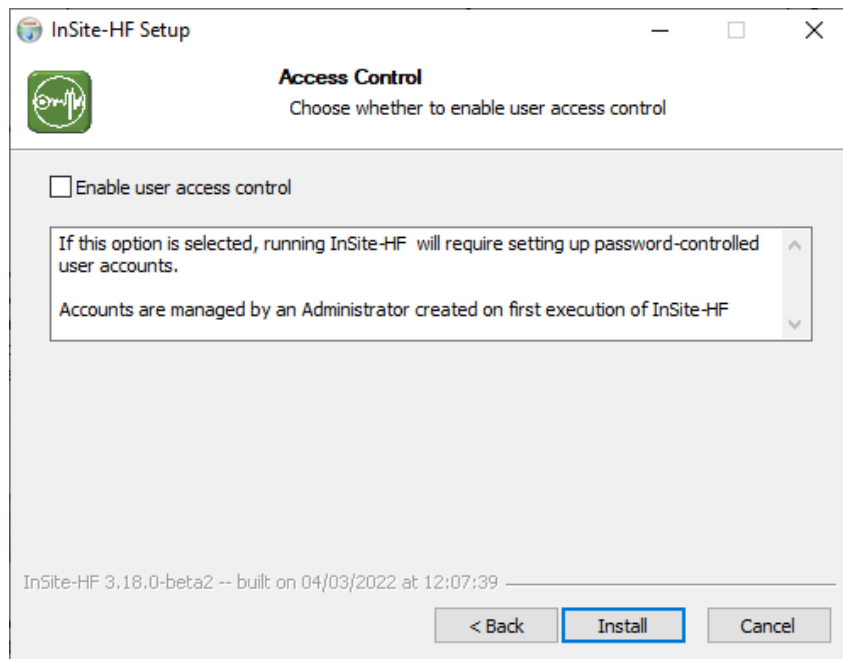 InSite-HF Setup
Access Control
Choose whether to enable user access control
Enable user access control
If this option is selected, running InSite-HF  will require setting up password-controlled
user accounts.
Accounts are managed by an Administrator created on first execution of InSite-HF
InSite-HF 3.18.0-beta2 -- built on 04/03/2022 at 12:07:39
< Back
Install
Cancel